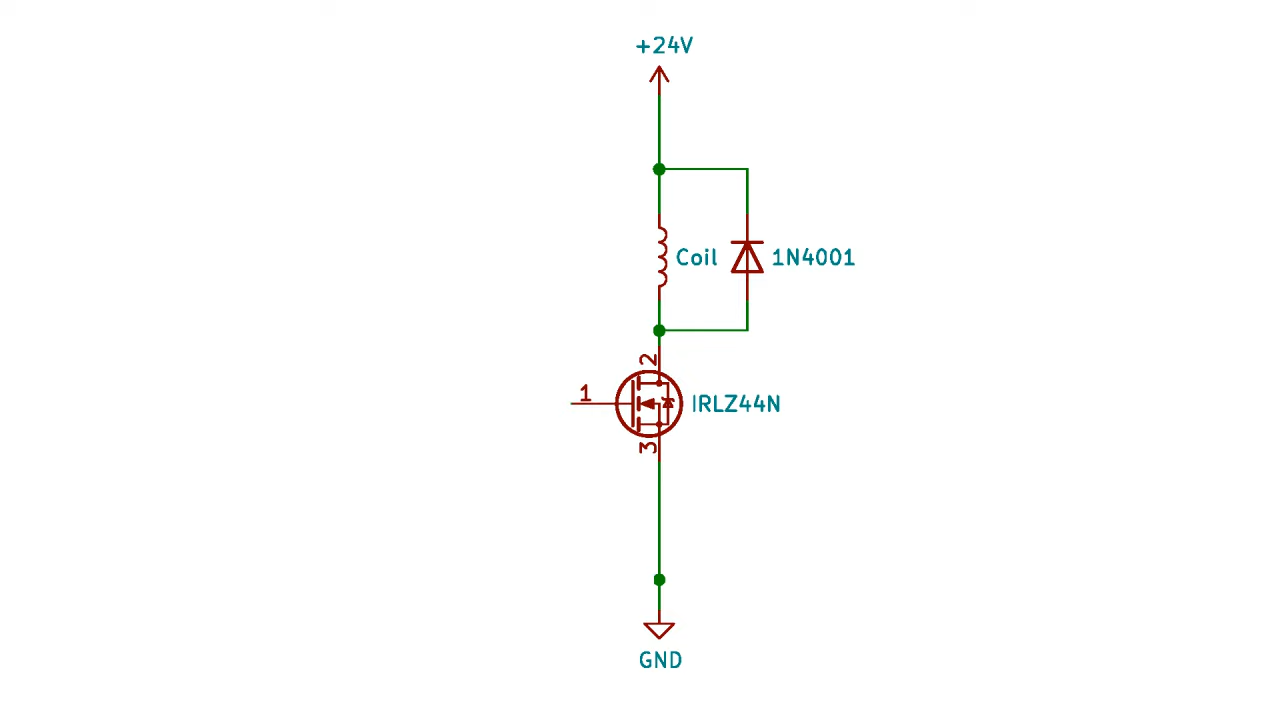 +24V
Coil
1N4001
2
1
IRLZ44N
3
GND